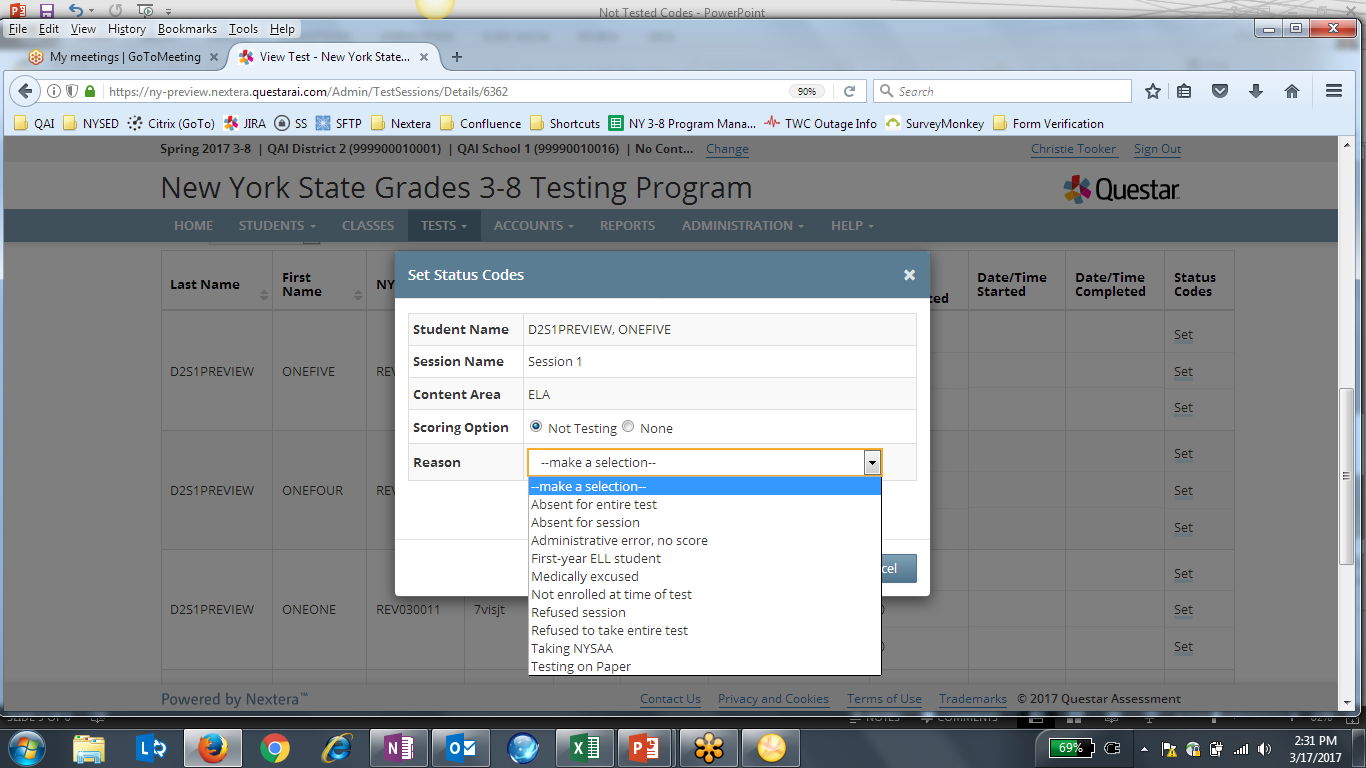 Not Tested Codes - PowerPoint
File Edit View History Bookmarks Tools Help
My meetings | GoToMeeting
View Test - New York State...
https://ny-preview.nextera.questarai.com/Admin/TestSessions/Details/6362
90%
Search
QAI NYSED Citrix (GoTo) JIRA SS SFTP Nextera Confluence Shortcuts NY 3-8 Program Mana... TWC Outage Info SurveyMonkey Form Verification
Spring 2017 3-8 | QAI District 2 (999900010001) | QAI School 1 (99990010016) | No Cont... Change
Christie Tooker Sign Out
New York State Grades 3-8 Testing Program
Questar
HOME STUDENTS CLASSES TESTS ACCOUNTS REPORTS ADMINISTRATION HELP
Last Name First Name NY ed Date/Time Started Date/Time Completed Status Codes
Set
D2S1PREVIEW ONEFIVE REV Set
Set
Set
D2S1PREVIEW ONEFOUR REV Set
Set
Set
D2S1PREVIEW ONEONE REV030011 7visjt Set
Set
Set Status Codes
Student Name D2S1PREVIEW, ONEFIVE
Session Name Session 1
Content Area ELA
Scoring Option Not Testing None
Reason --make a selection--
--make a selection--
Absent for entire test
Absent for session
Administrative error, no score
First-year ELL student
Medically excused
Not enrolled at time of test
Refused session
Refused to take entire test
Taking NYSAA
Testing on Paper
cel
Powered by Nextera™
Contact Us Privacy and Cookies Terms of Use Trademarks © 2017 Questar Assessment
NOTES COMMENTS 62%
69%
2:31 PM
3/17/2017